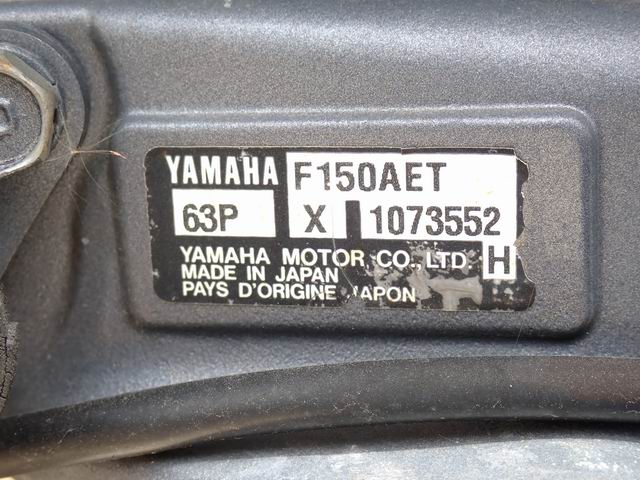 YAMAHA F150AET
63P X 1073552
YAMAHA MOTOR CO., LTD H
MADE IN JAPAN
PAYS D'ORIGINE JAPON